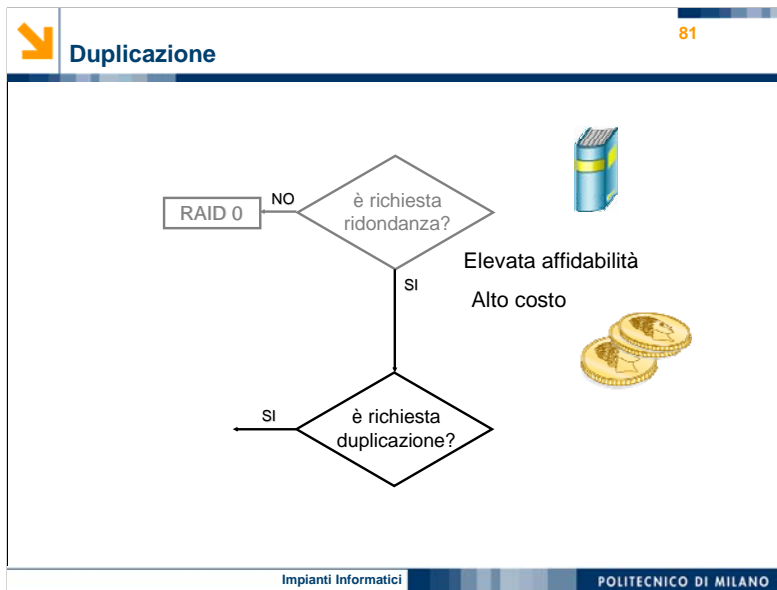 81
Duplicazione
è richiesta
ridondanza?
NO
RAID 0
SI
Elevata affidabilità
Alto costo
è richiesta
duplicazione?
SI
Impianti Informatici
POLITECNICO DI MILANO